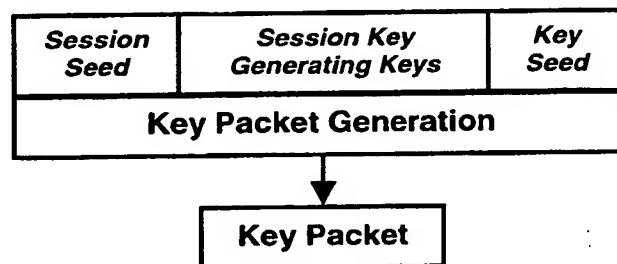 Session Seed
Session Key Generating Keys
Key Seed
Key Packet Generation
Key Packet